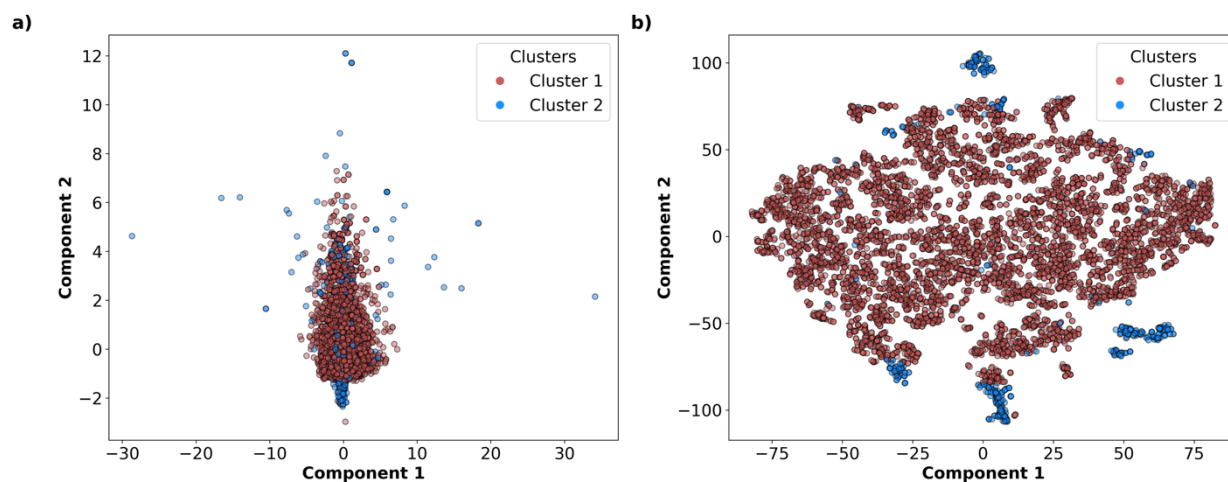 a)
Component 2
12
10
8
6
4
2
0
−2
−30
−20
−10
0
10
20
30
Component 1
Clusters
Cluster 1
Cluster 2
b)
Component 2
100
50
0
−50
−100
−75
−50
−25
0
25
50
75
Component 1
Clusters
Cluster 1
Cluster 2